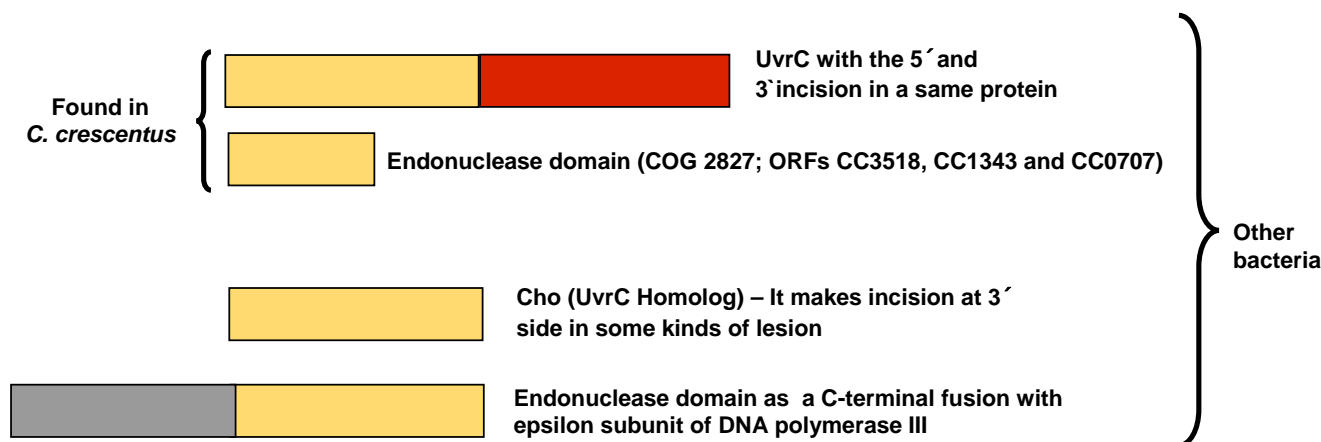 UvrC with the 5´ and
3`incision in a same protein
Found in
C. crescentus
Endonuclease domain (COG 2827; ORFs CC3518, CC1343 and CC0707)
Other
bacteria
Cho (UvrC Homolog) – It makes incision at 3´
side in some kinds of lesion
Endonuclease domain as a C-terminal fusion with
epsilon subunit of DNA polymerase III